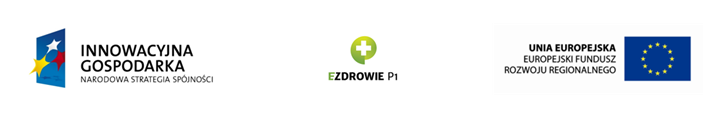 INNOWACYJNA
GOSPODARKA
NARODOWA STRATEGIA SPÓJNOŚCI
EZDROWIE P1
UNIA EUROPEJSKA
EUROPEJSKI FUNDUSZ
ROZWOJU REGIONALNEGO